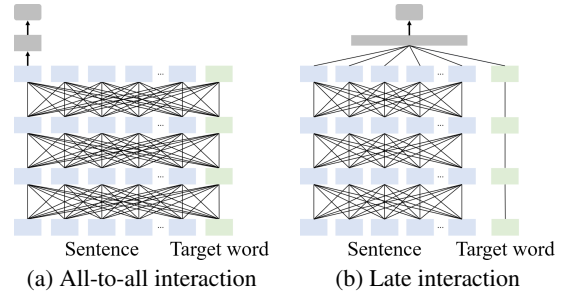 ... ...
... ...
... ...
... ...
Sentence Target word Sentence Target word
(a) All-to-all interaction (b) Late interaction